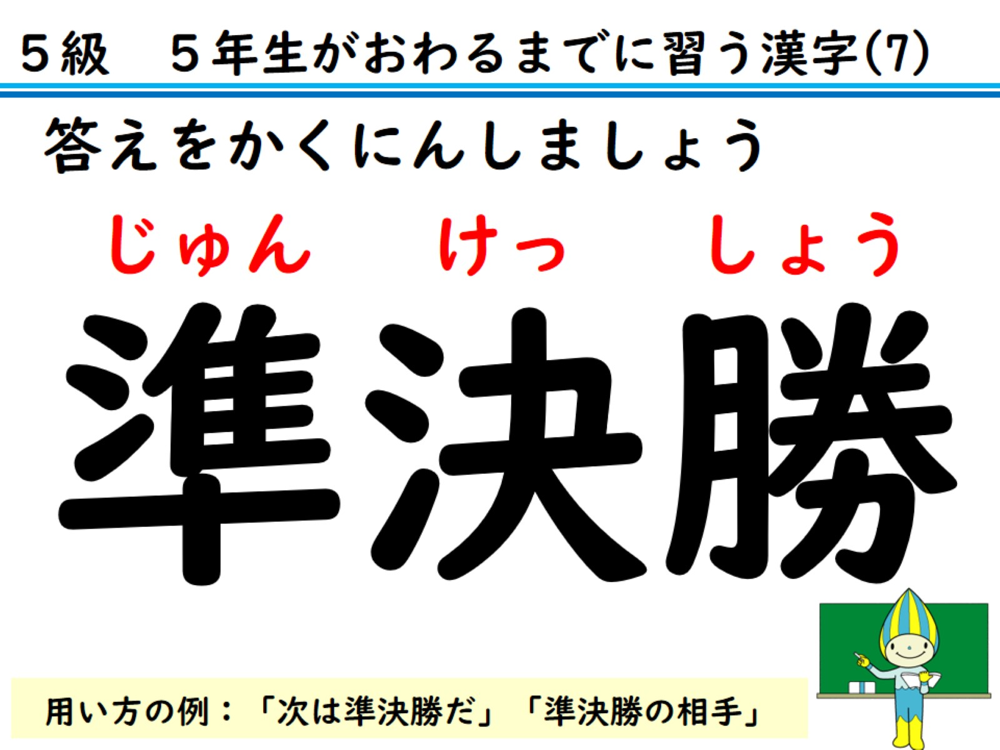 ５級　５年生がおわるまでに習う漢字(7)
答えをかくにんしましょう
じゅん　けっ　しょう
準決勝
用い方の例：「次は準決勝だ」「準決勝の相手」